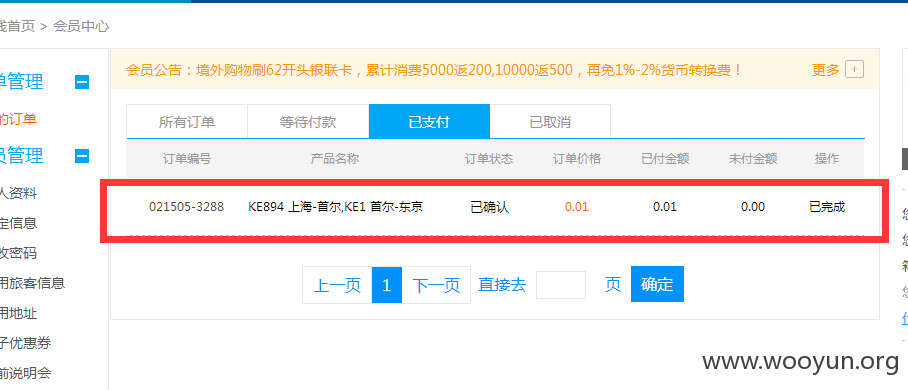 线首页 > 会员中心
会员公告：境外购物刷62开头银联卡，累计消费5000返200,10000返500，再免1%-2%货币转换费！ 更多 +
单管理
的订单
员管理
人资料
定信息
改密码
用旅客信息
用地址
子优惠券
前说明会
所有订单 等待付款 已支付 已取消
订单编号 产品名称 订单状态 订单价格 已付金额 未付金额 操作
021505-3288 KE894 上海-首尔,KE1 首尔-东京 已确认 0.01 0.01 0.00 已完成
上一页 1 下一页 直接去 页 确定
www.wooyun.org